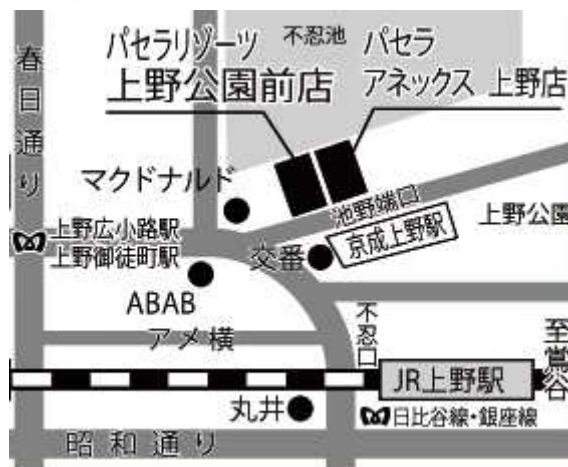 春日通り
パセラリゾーツ
上野公園前店
不忍池
パセラ
アネックス 上野店
マクドナルド
池野端口
京成上野駅
上野公園
上野広小路駅
上野御徒町駅
交番
ABAB
アメ横
不忍口
至鶯谷
JR上野駅
丸井
日比谷線・銀座線
昭和通り